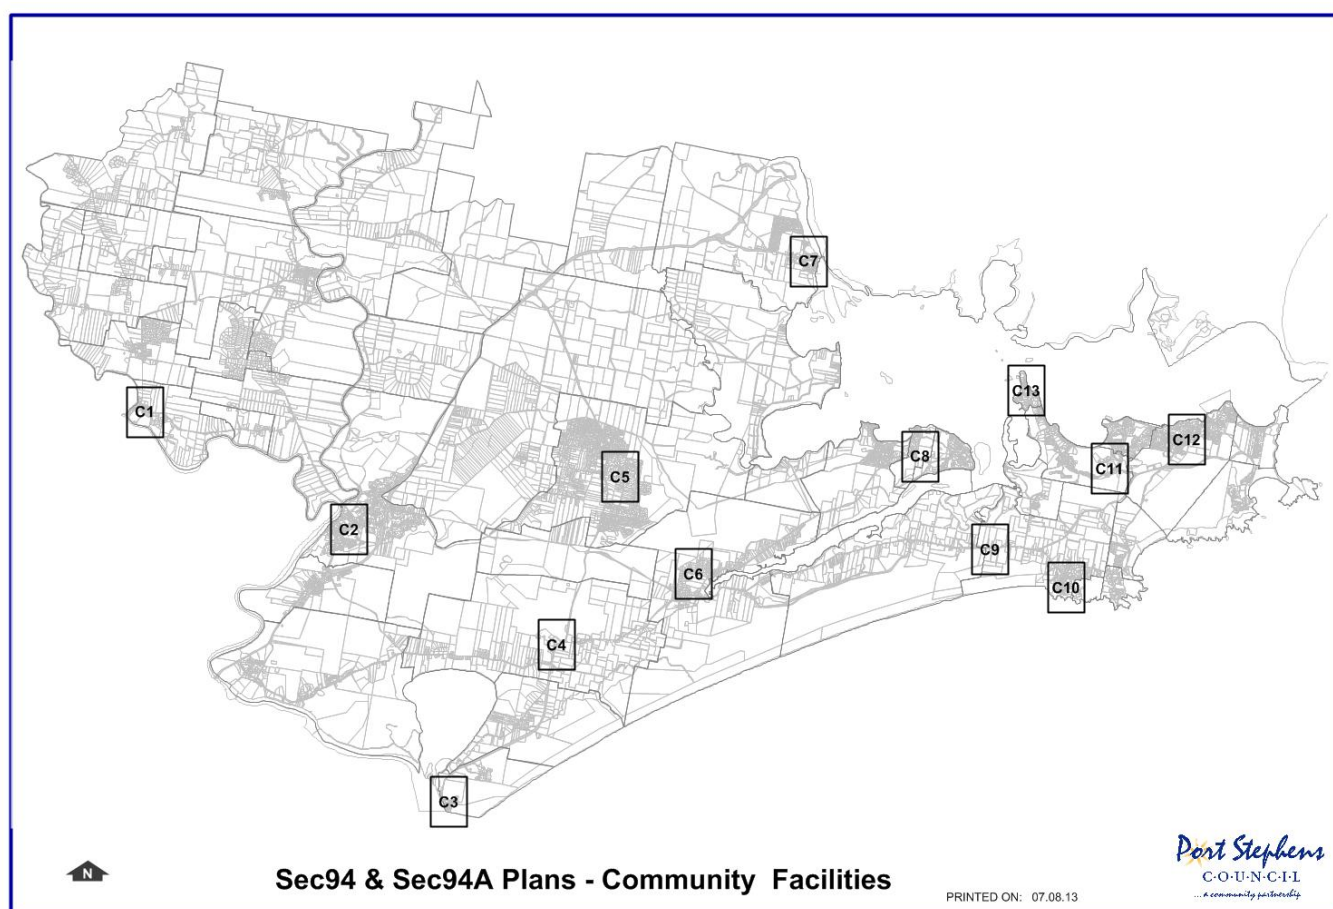 C7
C13
C1
C12
C8
C11
C5
C2
C9
C6
C10
C4
C3
N
Sec94 & Sec94A Plans - Community Facilities
PRINTED ON: 07.08.13
Port Stephens
C·O·U·N·C·I·L
... a community partnership